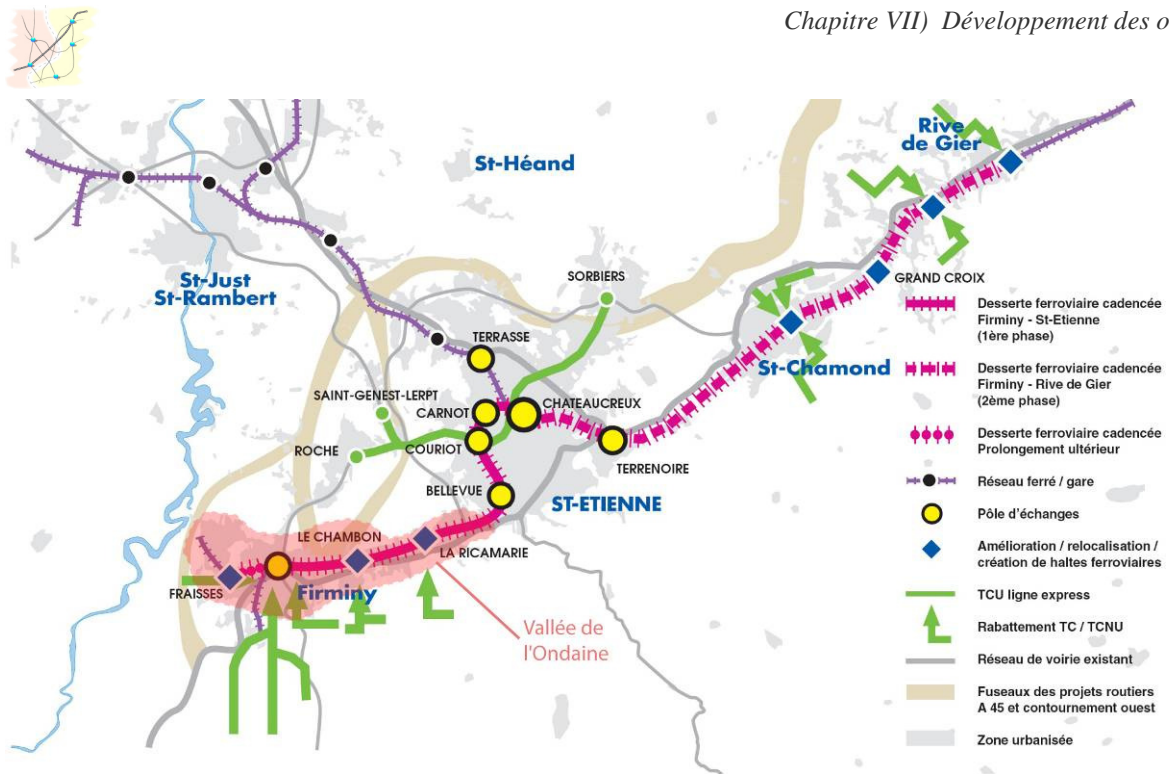 Chapitre VII) Développement des o
Rive
de Gier
St-Héand
St-Just
St-Rambert
SORBIERS
GRAND CROIX
TERRASSE
St-Chamond
SAINT-GENEST-LERPT
CARNOT
CHATEAUCREUX
ROCHE
COURIOT
TERRENOIRE
BELLEVUE
ST-ETIENNE
LE CHAMBON
LA RICAMARIE
FRAISSES
Firminy
Vallée de
l'Ondaine
Desserte ferroviaire cadencée
Firminy - St-Etienne
(1ère phase)
Desserte ferroviaire cadencée
Firminy - Rive de Gier
(2ème phase)
Desserte ferroviaire cadencée
Prolongement ultérieur
Réseau ferré / gare
Pôle d'échanges
Amélioration / relocalisation /
création de haltes ferroviaires
TCU ligne express
Rabattement TC / TCNU
Réseau de voirie existant
Fuseaux des projets routiers
A 45 et contournement ouest
Zone urbanisée